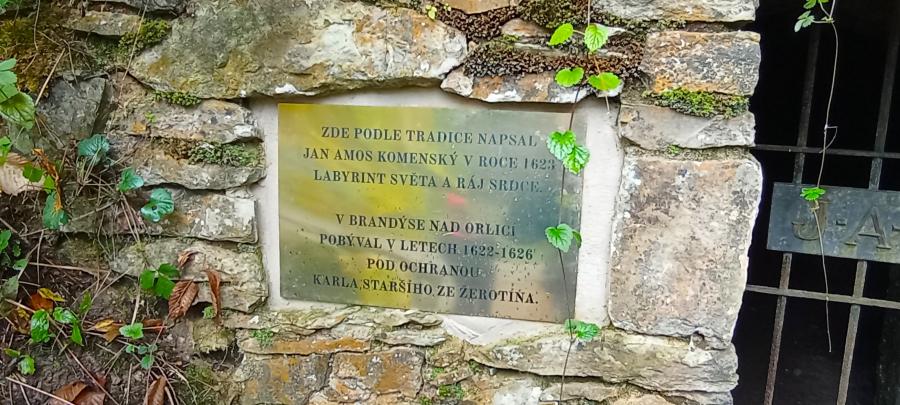 ZDE PODLE TRADICE NAPSAL
JAN AMOS KOMENSKÝ V ROCE 1623
LABYRINT SVĚTA A RÁJ SRDCE.
V BRANDÝSE NAD ORLICÍ
POBÝVAL V LETECH 1622-1626
POD OCHRANOU
KARLA STARŠÍHO ZE ŽEROTÍNA.
J·A·